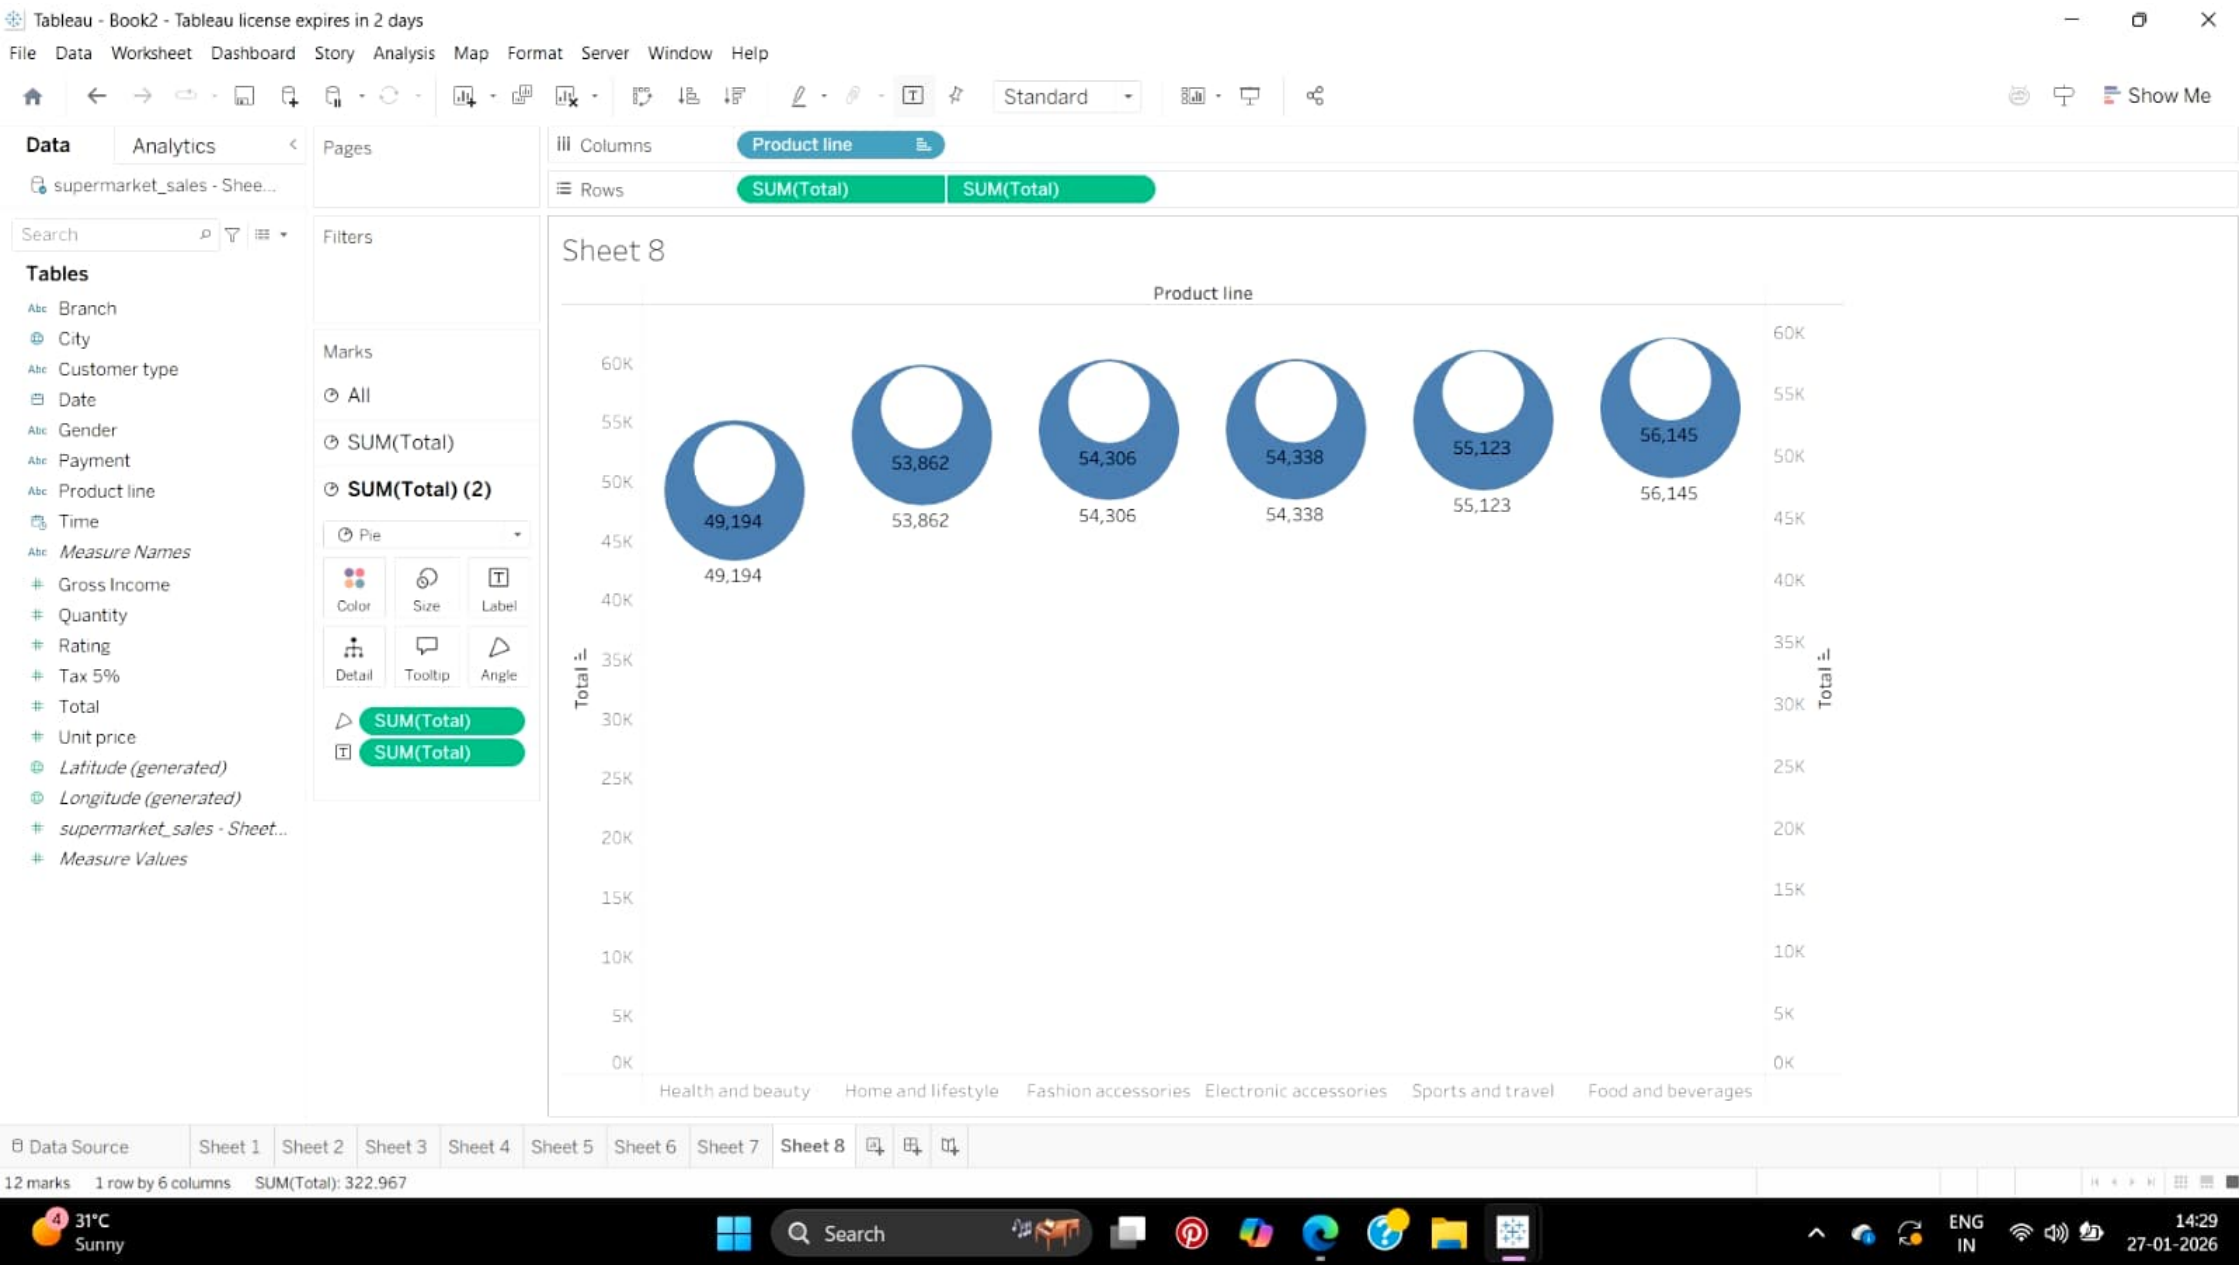 Tableau - Book2 - Tableau license expires in 2 days
File Data Worksheet Dashboard Story Analysis Map Format Server Window Help
Standard
Show Me
Data Analytics
supermarket_sales - Shee...
Search
Tables
Abc Branch
City
Abc Customer type
Date
Abc Gender
Abc Payment
Abc Product line
Time
Abc Measure Names
# Gross Income
# Quantity
# Rating
# Tax 5%
# Total
# Unit price
Latitude (generated)
Longitude (generated)
# supermarket_sales - Sheet...
# Measure Values
Pages
Filters
Marks
All
SUM(Total)
SUM(Total) (2)
Pie
Color Size Label
Detail Tooltip Angle
SUM(Total)
SUM(Total)
Columns Product line
Rows SUM(Total) SUM(Total)
Sheet 8
Product line
60K
55K
50K
45K
40K
35K
30K
25K
20K
15K
10K
5K
0K
Total
49,194
49,194
53,862
53,862
54,306
54,306
54,338
54,338
55,123
55,123
56,145
56,145
60K
55K
50K
45K
40K
35K
30K
25K
20K
15K
10K
5K
0K
Total
Health and beauty Home and lifestyle Fashion accessories Electronic accessories Sports and travel Food and beverages
Data Source Sheet 1 Sheet 2 Sheet 3 Sheet 4 Sheet 5 Sheet 6 Sheet 7 Sheet 8
12 marks 1 row by 6 columns SUM(Total): 322.967
4
31°C
Sunny
Search
ENG
IN
14:29
27-01-2026